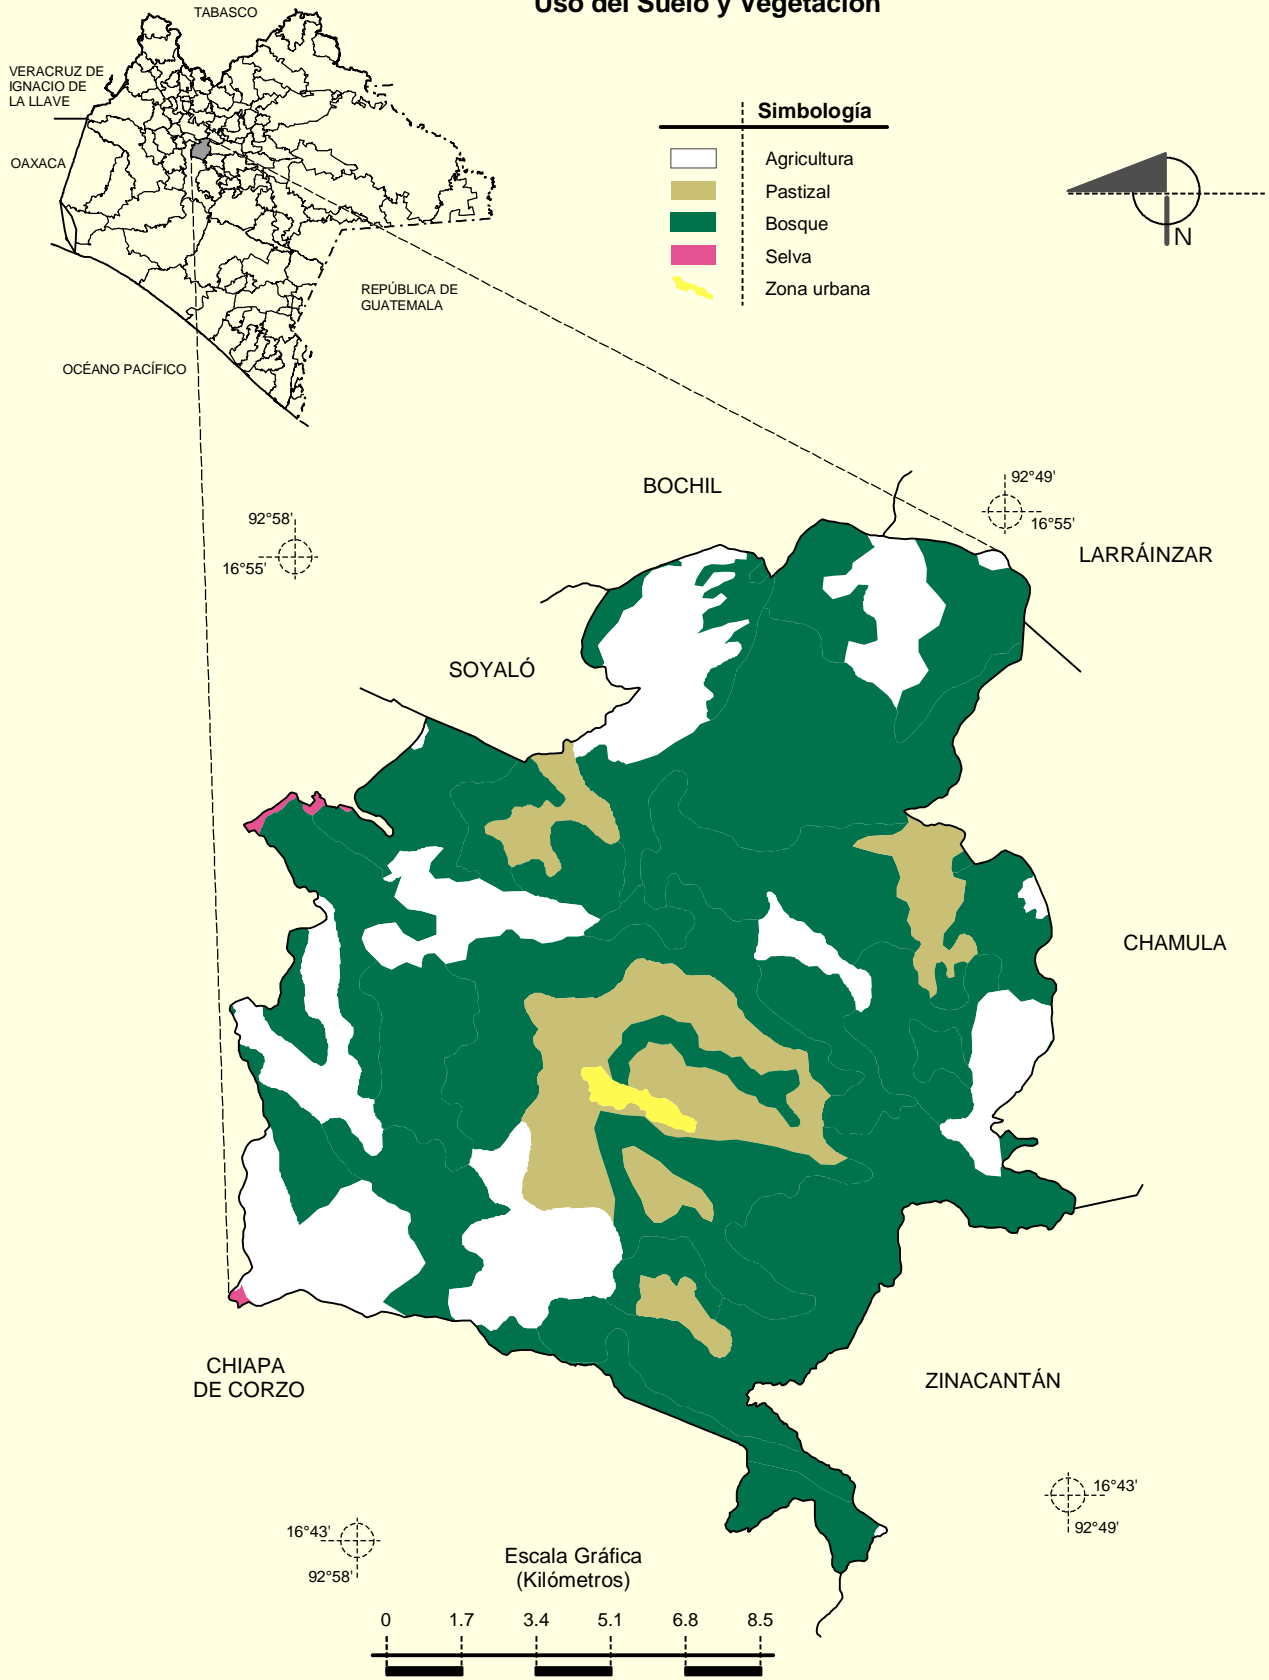 Uso del Suelo y Vegetación
TABASCO
VERACRUZ DE
IGNACIO DE
LA LLAVE
OAXACA
REPÚBLICA DE
GUATEMALA
OCÉANO PACÍFICO
Simbología
Agricultura
Pastizal
Bosque
Selva
Zona urbana
N
BOCHIL
92°49'
16°55'
92°58'
16°55'
LARRÁINZAR
SOYALÓ
CHAMULA
CHIAPA
DE CORZO
ZINACANTÁN
16°43'
92°49'
16°43'
92°58'
Escala Gráfica
(Kilómetros)
0 1.7 3.4 5.1 6.8 8.5